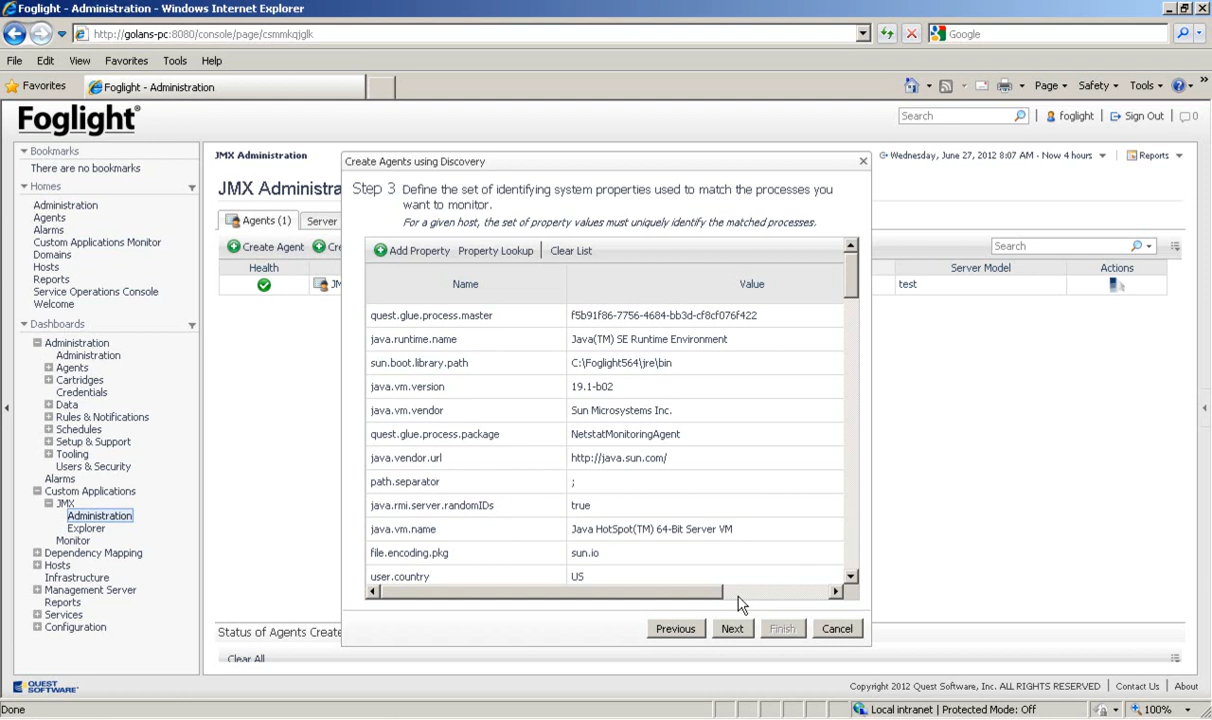 Foglight - Administration - Windows Internet Explorer
http://golans-pc:8080/console/page/csmmkqjglk
Google
File Edit View Favorites Tools Help
Favorites Foglight - Administration Page Safety Tools
Foglight®
Search foglight Sign Out 0
Bookmarks
There are no bookmarks
Homes
Administration
Agents
Alarms
Custom Applications Monitor
Domains
Hosts
Reports
Service Operations Console
Welcome
Dashboards
Administration
Administration
Agents
Cartridges
Credentials
Data
Rules & Notifications
Schedules
Setup & Support
Tooling
Users & Security
Alarms
Custom Applications
JMX
Administration
Explorer
Monitor
Dependency Mapping
Hosts
Infrastructure
Management Server
Reports
Services
Configuration
JMX Administration
Wednesday, June 27, 2012 8:07 AM - Now 4 hours Reports
JMX Administra
Agents (1) Server
Create Agent Cre
Search
Health Server Model Actions
JM test
Create Agents using Discovery
Step 3 Define the set of identifying system properties used to match the processes you
want to monitor.
For a given host, the set of property values must uniquely identify the matched processes.
Add Property Property Lookup Clear List
Name Value
quest.glue.process.master f5b91f86-7756-4684-bb3d-cf8cf076f422
java.runtime.name Java(TM) SE Runtime Environment
sun.boot.library.path C:\Foglight564\jre\bin
java.vm.version 19.1-b02
java.vm.vendor Sun Microsystems Inc.
quest.glue.process.package NetstatMonitoringAgent
java.vendor.url http://java.sun.com/
path.separator ;
java.rmi.server.randomIDs true
java.vm.name Java HotSpot(TM) 64-Bit Server VM
file.encoding.pkg sun.io
user.country US
Previous Next Finish Cancel
Status of Agents Create
Clear All
QUEST SOFTWARE™
Copyright 2012 Quest Software, Inc. ALL RIGHTS RESERVED Contact Us About
Done Local intranet | Protected Mode: Off 100%